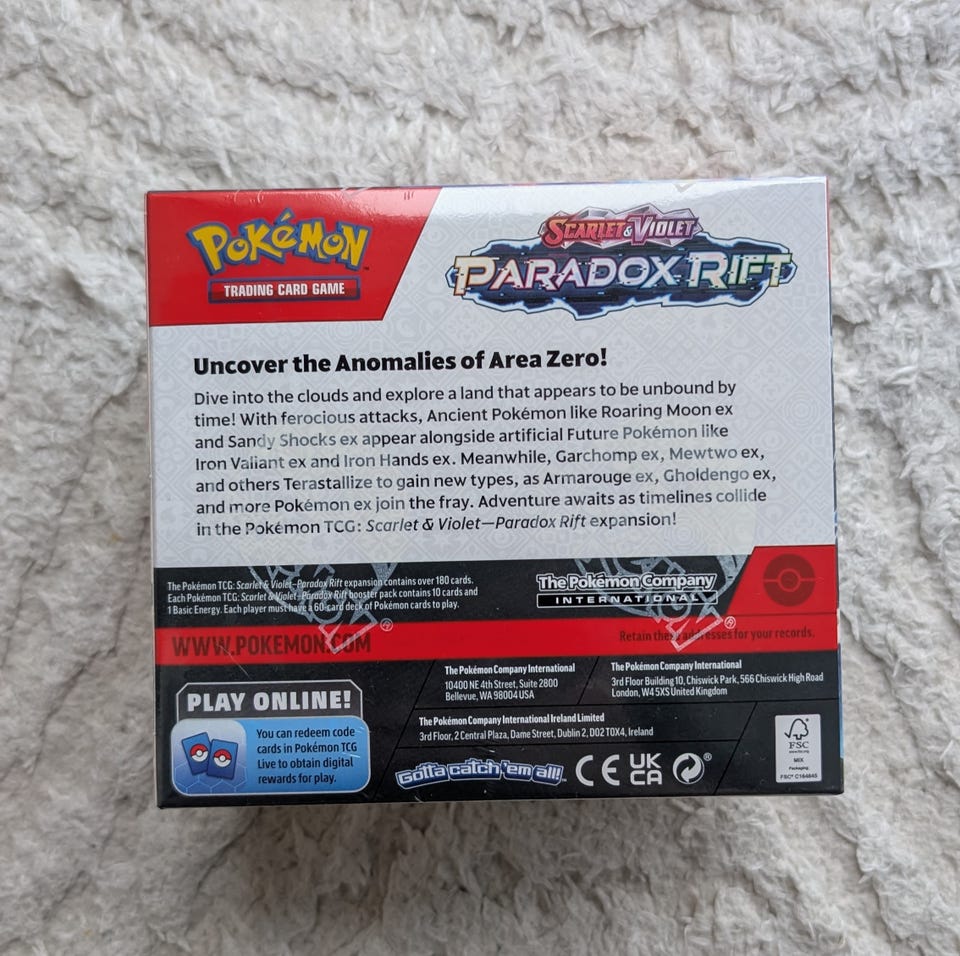 POKéMON
TM
TRADING CARD GAME
SCARLET & VIOLET
PARADOX RIFT
Uncover the Anomalies of Area Zero!
Dive into the clouds and explore a land that appears to be unbound by
time! With ferocious attacks, Ancient Pokémon like Roaring Moon ex
and Sandy Shocks ex appear alongside artificial Future Pokémon like
Iron Valiant ex and Iron Hands ex. Meanwhile, Garchomp ex, Mewtwo ex,
and others Terastallize to gain new types, as Armarouge ex, Gholdengo ex,
and more Pokémon ex join the fray. Adventure awaits as timelines collide
in the Pokémon TCG: Scarlet & Violet—Paradox Rift expansion!
The Pokémon TCG: Scarlet & Violet–Paradox Rift expansion contains over 180 cards.
Each Pokémon TCG: Scarlet & Violet–Paradox Rift booster pack contains 10 cards and
1 Basic Energy. Each player must have a 60-card deck of Pokémon cards to play.
The Pokémon Company
INTERNATIONAL
®
®
WWW.POKEMON.COM
Retain these addresses for your records.
The Pokémon Company International
10400 NE 4th Street, Suite 2800
Bellevue, WA 98004 USA
The Pokémon Company International
3rd Floor Building 10, Chiswick Park, 566 Chiswick High Road
London, W4 5XS United Kingdom
The Pokémon Company International Ireland Limited
3rd Floor, 2 Central Plaza, Dame Street, Dublin 2, D02 T0X4, Ireland
PLAY ONLINE!
You can redeem code
cards in Pokémon TCG
Live to obtain digital
rewards for play.
Gotta catch 'em all!
CE
UK
CA
®
FSC
www.fsc.org
MIX
Packaging
FSC® C164645